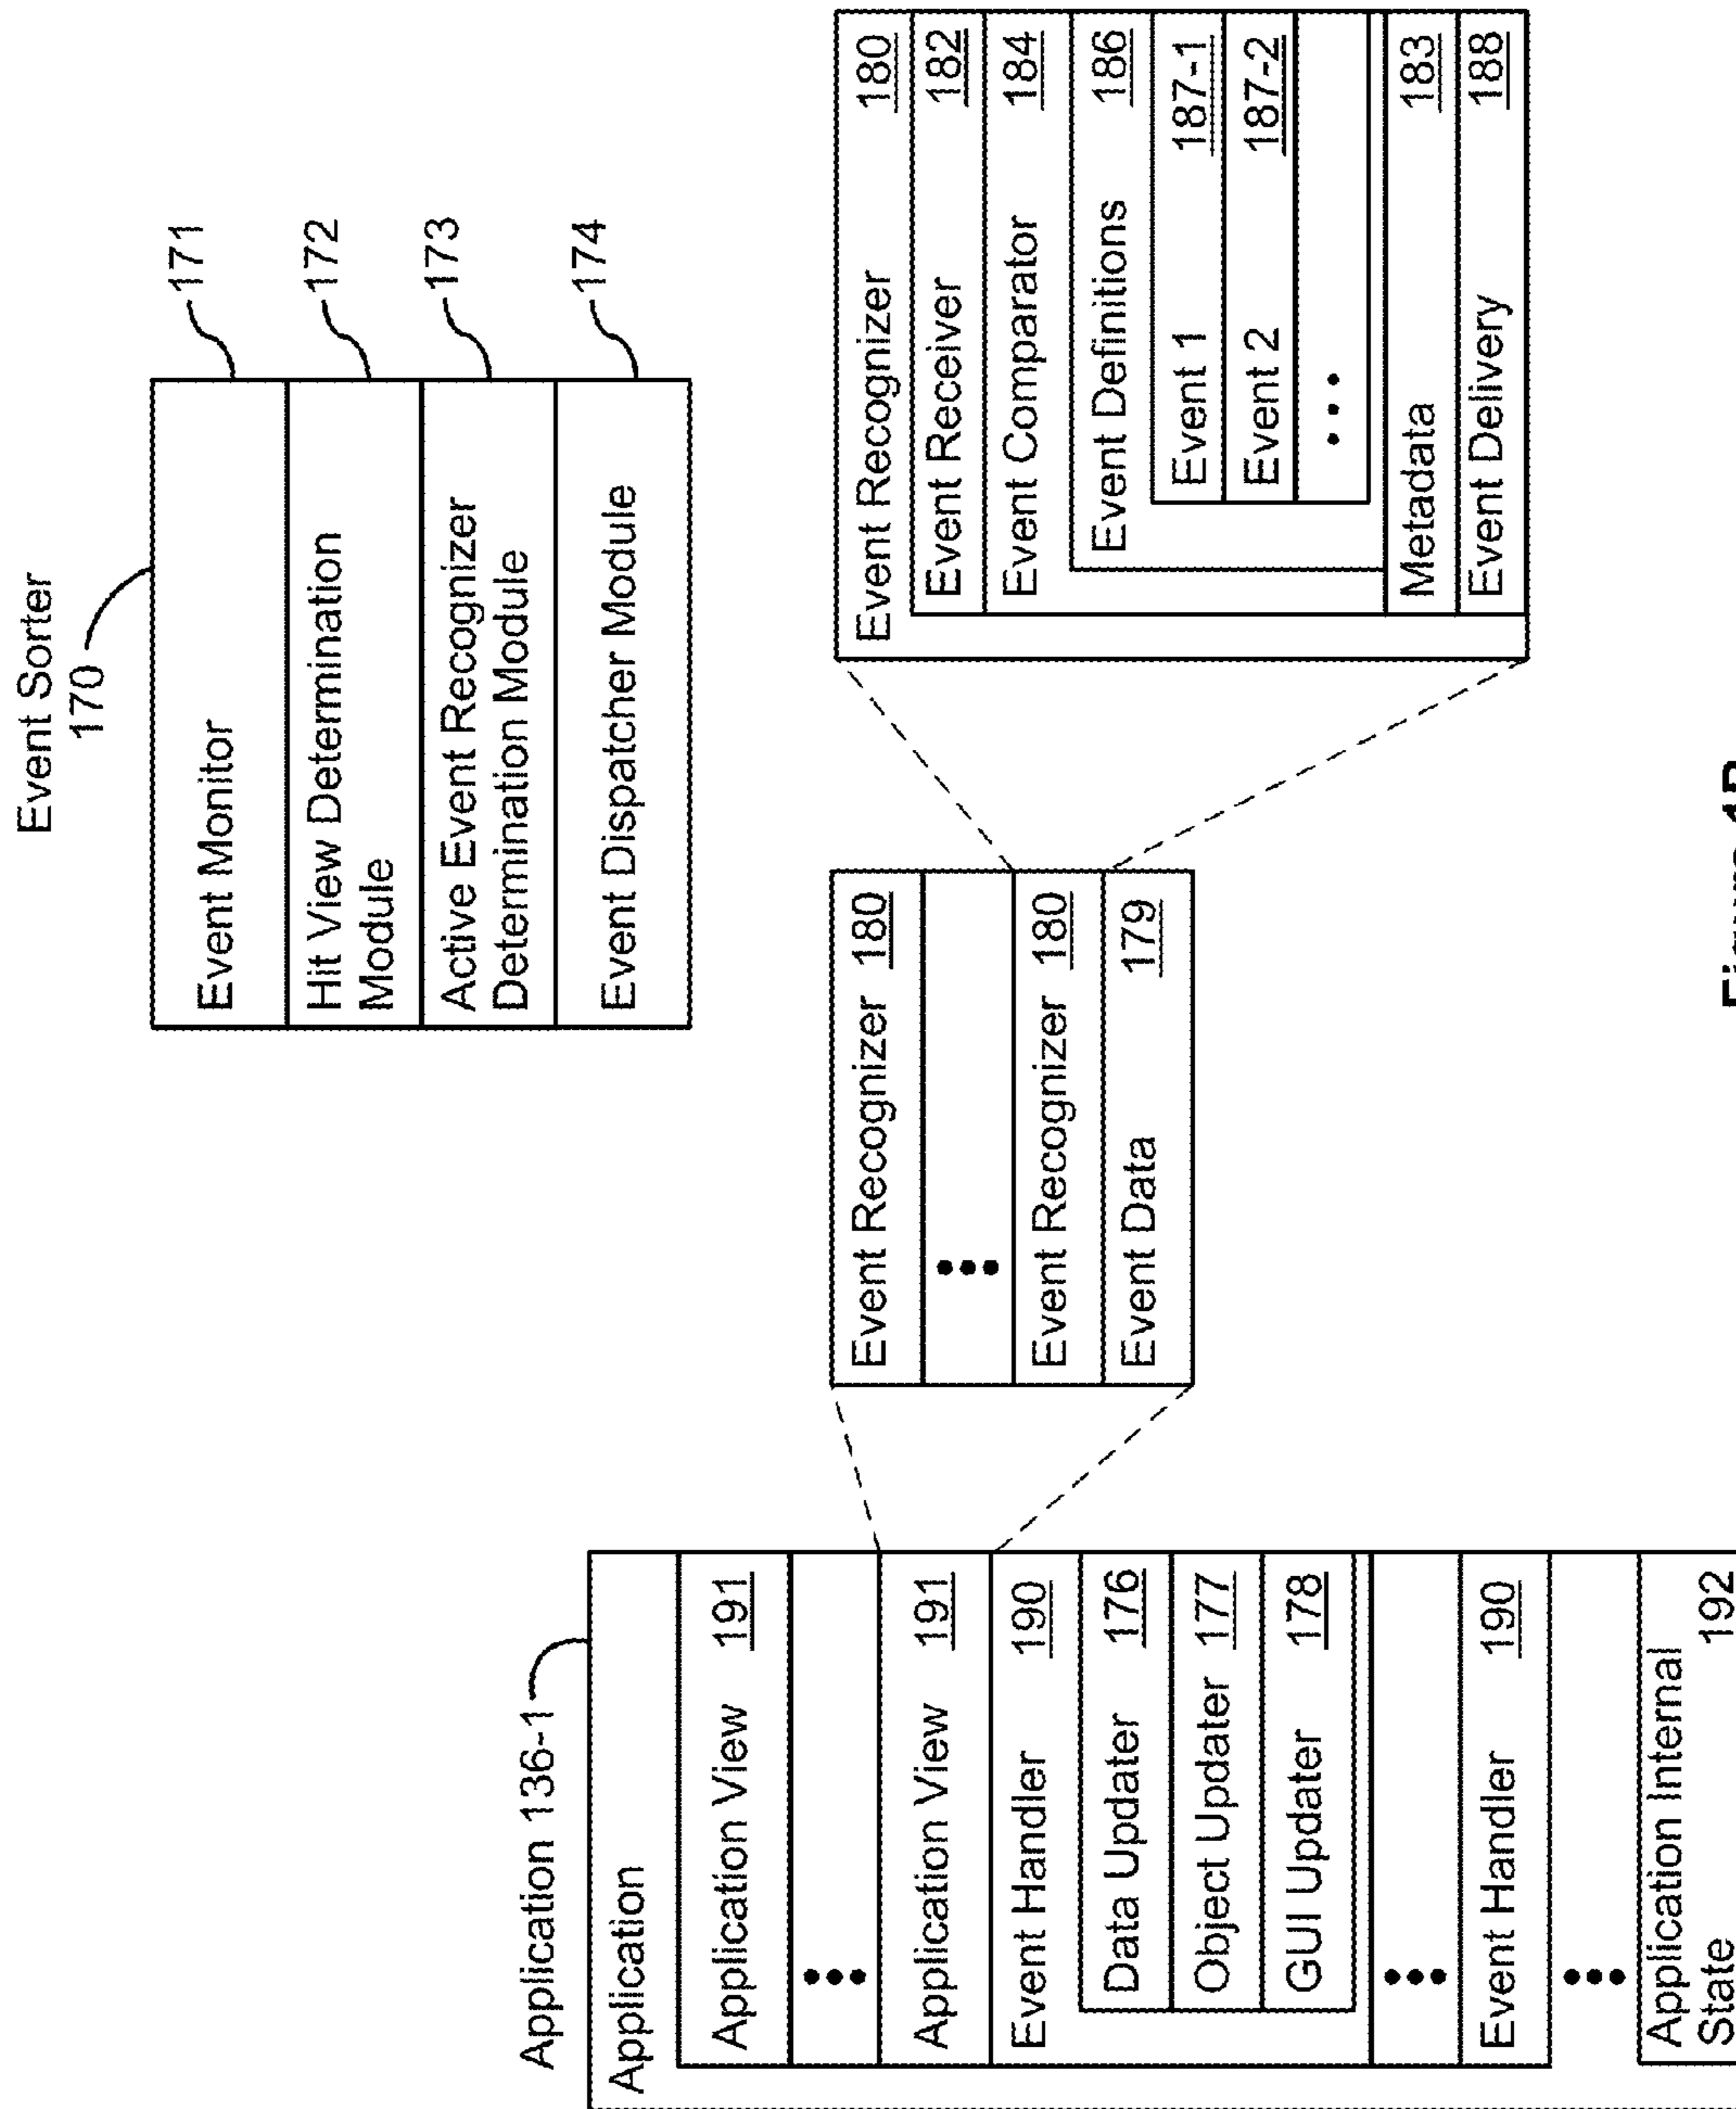 Event Sorter
170
Event Monitor
171
Hit View Determination
Module
172
Active Event Recognizer
Determination Module
173
Event Dispatcher Module
174
Application 136-1
Application
Application View 191
•••
Application View 191
Event Handler 190
Data Updater 176
Object Updater 177
GUI Updater 178
•••
Event Handler 190
•••
Application Internal
State 192
Event Recognizer 180
•••
Event Recognizer 180
Event Data 179
Event Recognizer 180
Event Receiver 182
Event Comparator 184
Event Definitions 186
Event 1 187-1
Event 2 187-2
•••
Metadata 183
Event Delivery 188